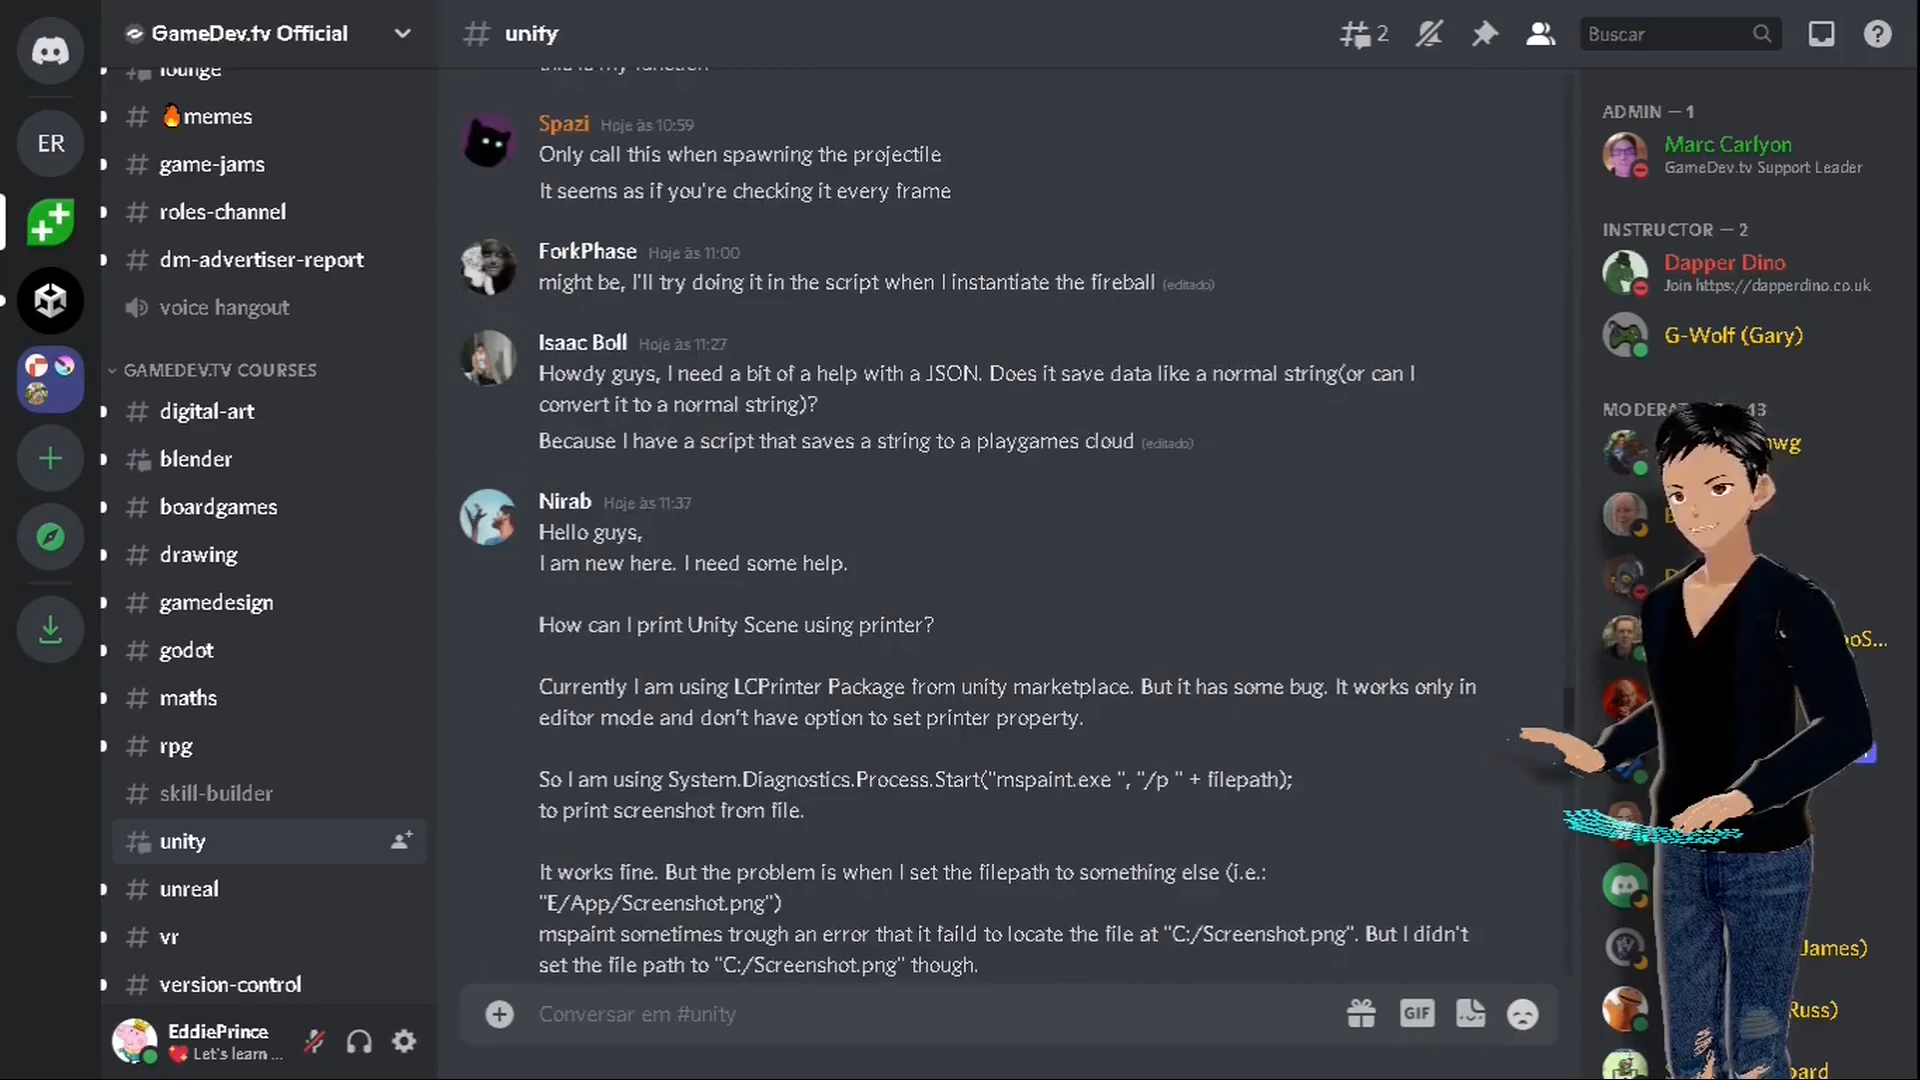 GameDev.tv Official
lounge
🔥memes
game-jams
roles-channel
dm-advertiser-report
voice hangout
GAMEDEV.TV COURSES
digital-art
blender
boardgames
drawing
gamedesign
godot
maths
rpg
skill-builder
unity
unreal
vr
version-control
EddiePrince
Let's learn ...
ER
unity
2
Buscar
this is my function
Spazi Hoje às 10:59
Only call this when spawning the projectile
It seems as if you're checking it every frame
ForkPhase Hoje às 11:00
might be, I'll try doing it in the script when I instantiate the fireball (editado)
Isaac Boll Hoje às 11:27
Howdy guys, I need a bit of a help with a JSON. Does it save data like a normal string(or can I
convert it to a normal string)?
Because I have a script that saves a string to a playgames cloud (editado)
Nirab Hoje às 11:37
Hello guys,
I am new here. I need some help.
How can I print Unity Scene using printer?
Currently I am using LCPrinter Package from unity marketplace. But it has some bug. It works only in
editor mode and don't have option to set printer property.
So I am using System.Diagnostics.Process.Start("mspaint.exe ", "/p " + filepath);
to print screenshot from file.
It works fine. But the problem is when I set the filepath to something else (i.e.:
"E/App/Screenshot.png")
mspaint sometimes trough an error that it faild to locate the file at "C:/Screenshot.png". But I didn't
set the file path to "C:/Screenshot.png" though.
Conversar em #unity
GIF
ADMIN — 1
Marc Carlyon
GameDev.tv Support Leader
INSTRUCTOR — 2
Dapper Dino
Join https://dapperdino.co.uk
G-Wolf (Gary)